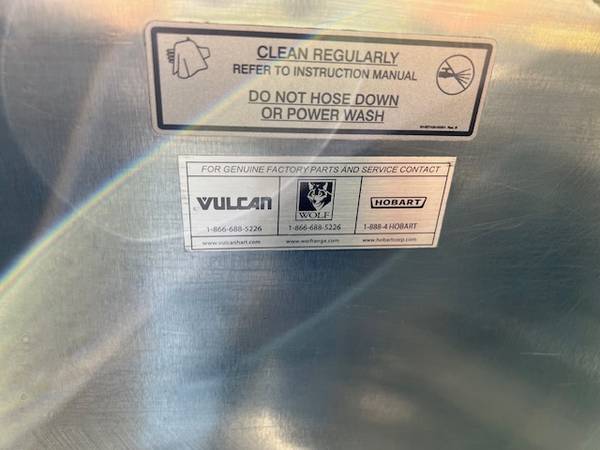 CLEAN REGULARLY
REFER TO INSTRUCTION MANUAL
DO NOT HOSE DOWN
OR POWER WASH
FOR GENUINE FACTORY PARTS AND SERVICE CONTACT
VULCAN
WOLF
HOBART
1-866-688-5226
1-866-688-5226
1-888-4 HOBART
www.vulcanhart.com
www.wolfrange.com
www.hobartcorp.com